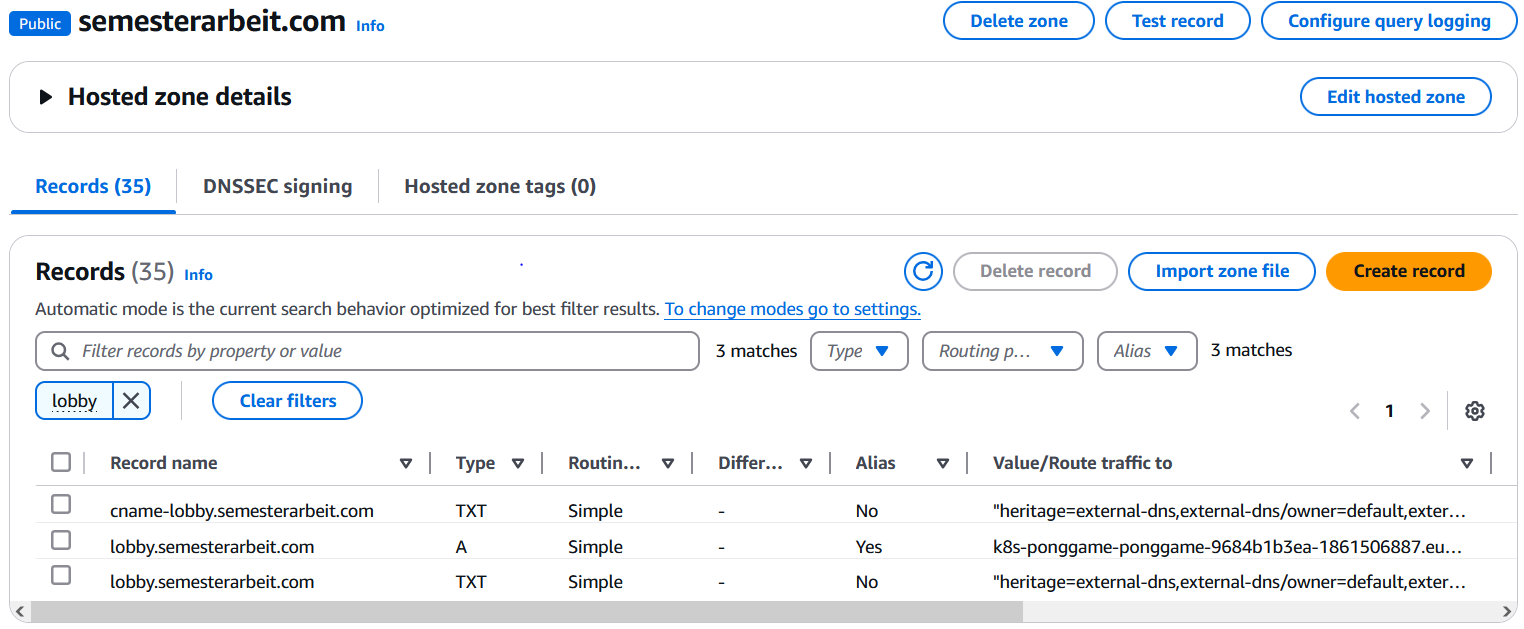 Public semesterarbeit.com Info Delete zone Test record Configure query logging
Hosted zone details Edit hosted zone
Records (35) DNSSEC signing Hosted zone tags (0)
Records (35) Info Delete record Import zone file Create record
Automatic mode is the current search behavior optimized for best filter results. To change modes go to settings.
Filter records by property or value 3 matches Type Routing p... Alias 3 matches
lobby Clear filters 1
Record name Type Routin... Differ... Alias Value/Route traffic to
cname-lobby.semesterarbeit.com TXT Simple - No "heritage=external-dns,external-dns/owner=default,exter...
lobby.semesterarbeit.com A Simple - Yes k8s-ponggame-ponggame-9684b1b3ea-1861506887.eu...
lobby.semesterarbeit.com TXT Simple - No "heritage=external-dns,external-dns/owner=default,exter...